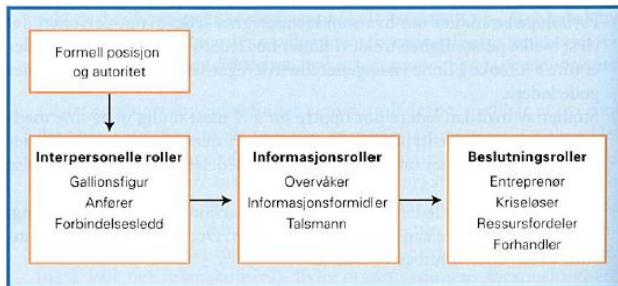 Formell posisjon
og autoritet
Interpersonelle roller
Gallionsfigur
Anfører
Forbindelsesledd
Informasjonsroller
Overvåker
Informasjonsformidler
Talsmann
Beslutningsroller
Entreprenør
Kriseløser
Ressursfordeler
Forhandler